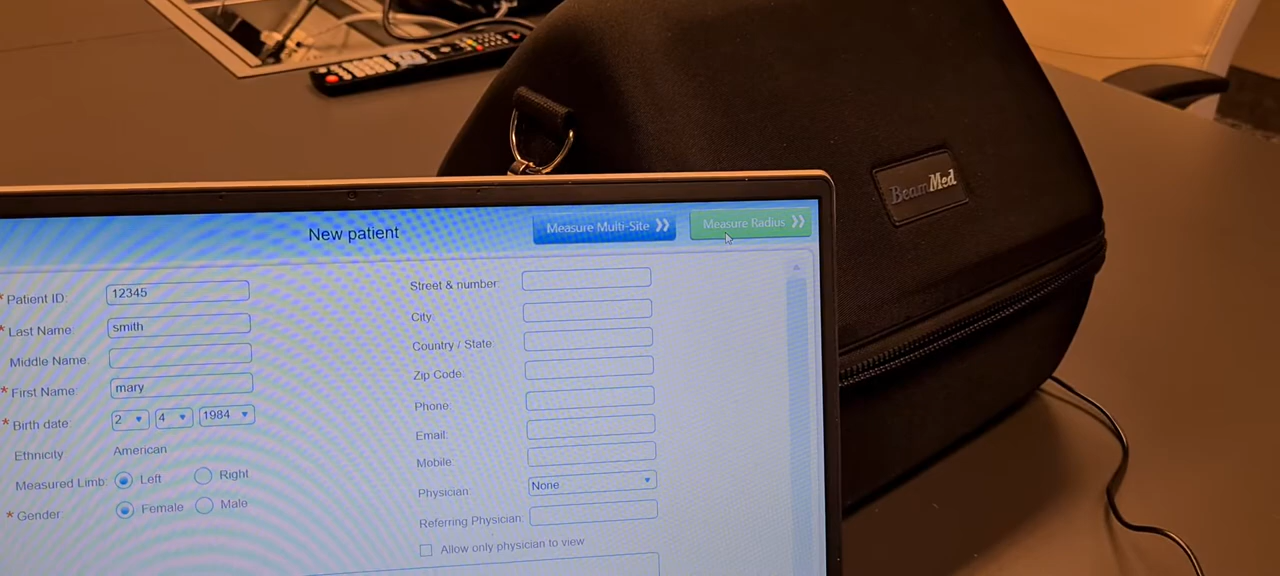 BeamMed
New patient
Measure Multi-Site
Measure Radius
* Patient ID: 12345
* Last Name smith
Middle Name:
* First Name: mary
* Birth date: 2 4 1984
Ethnicity American
Measured Limb: Left Right
* Gender: Female Male
Street & number
City
Country / State:
Zip Code:
Phone:
Email:
Mobile:
Physician: None
Referring Physician:
Allow only physician to view